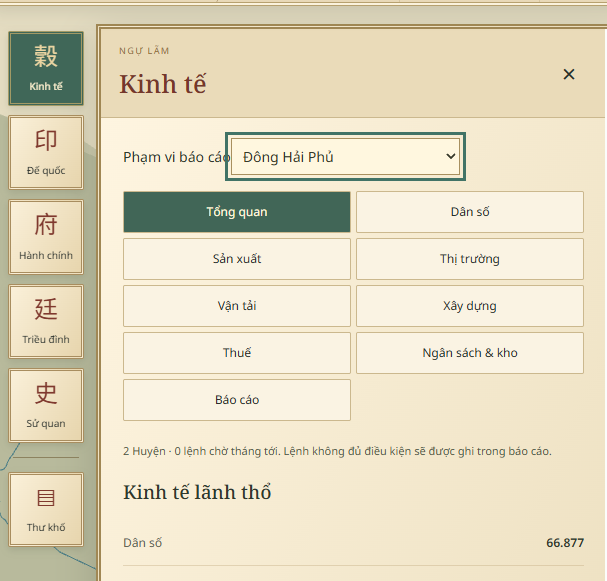 穀
Kinh tế
印
Đế quốc
府
Hành chính
廷
Triều đình
史
Sử quan
Thư khố
NGỰ LÃM
Kinh tế
×
Phạm vi báo cáo
Đông Hải Phủ
Tổng quan
Dân số
Sản xuất
Thị trường
Vận tải
Xây dựng
Thuế
Ngân sách & kho
Báo cáo
2 Huyện · 0 lệnh chờ tháng tới. Lệnh không đủ điều kiện sẽ được ghi trong báo cáo.
Kinh tế lãnh thổ
Dân số
66.877